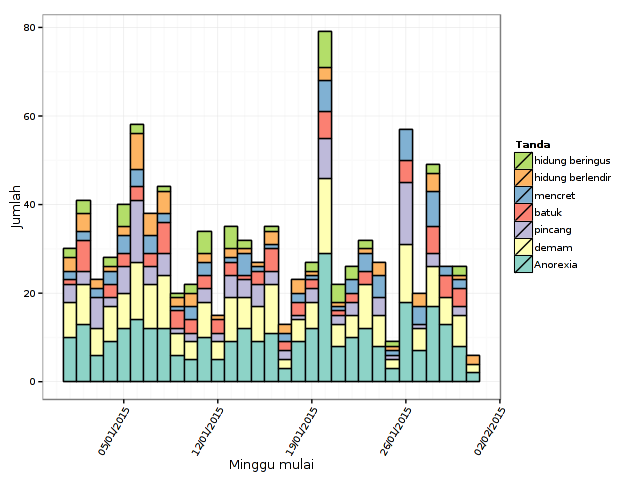 80
60
40
20
0
Jumlah
05/01/2015
12/01/2015
19/01/2015
26/01/2015
02/02/2015
Minggu mulai
Tanda
hidung beringus
hidung berlendir
mencret
batuk
pincang
demam
Anorexia